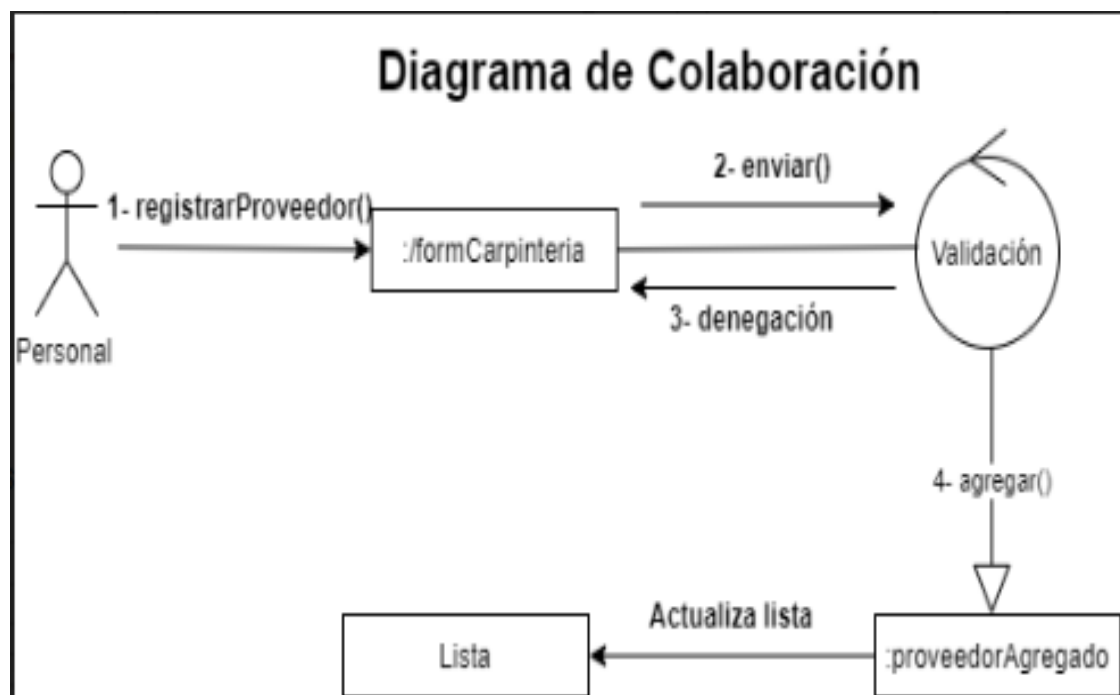 Diagrama de Colaboración
2- enviar()
1- registrarProveedor()
:/formCarpinteria
Validación
3- denegación
Personal
4- agregar()
Actualiza lista
Lista
:proveedorAgregado